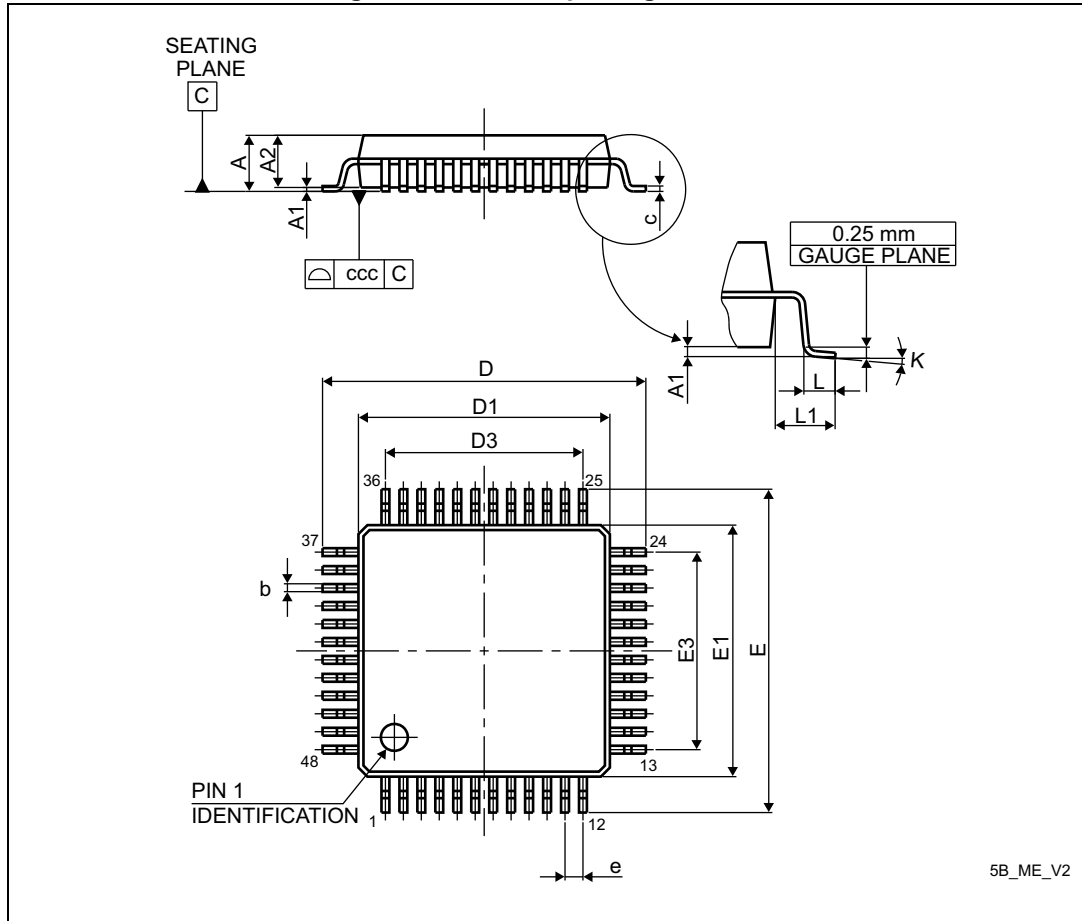 SEATING
PLANE
C
A
A2
A1
c
ccc C
0.25 mm
GAUGE PLANE
A1
K
L
L1
D
D1
D3
36
25
37
24
b
E3
E1
E
48
13
PIN 1
IDENTIFICATION
1
12
e
5B_ME_V2